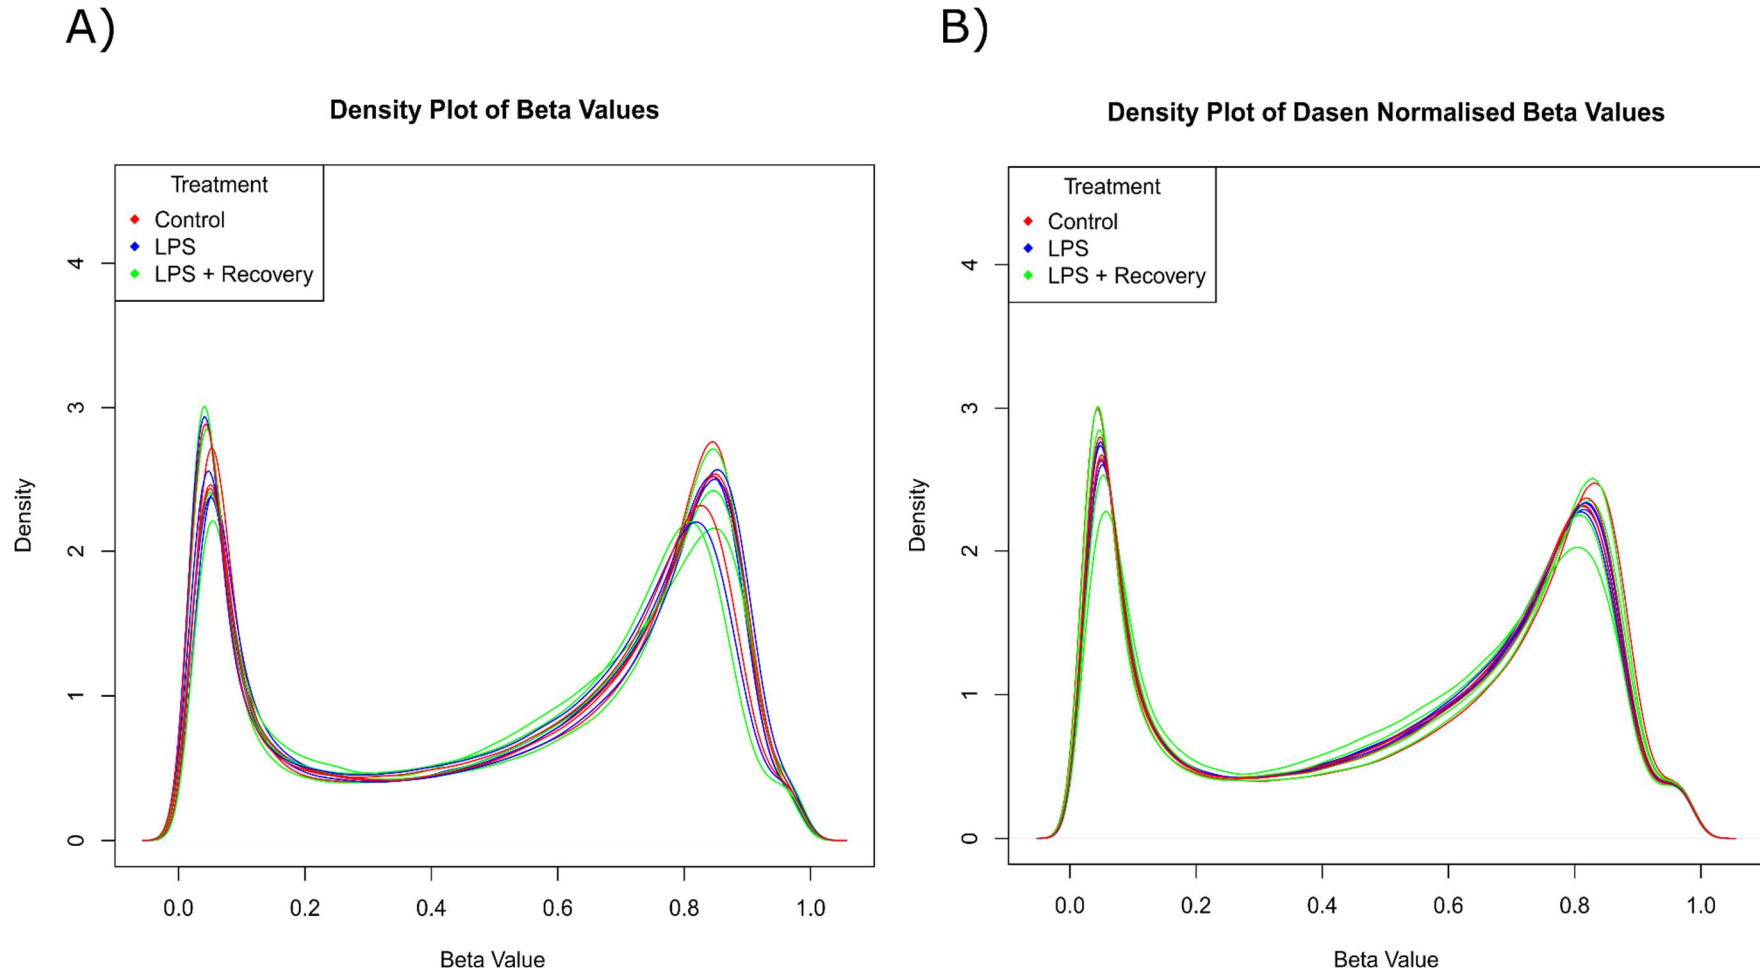 A)
Density Plot of Beta Values
Treatment
Control
LPS
LPS + Recovery
Density
4
3
2
1
0
0.0 0.2 0.4 0.6 0.8 1.0
Beta Value
B)
Density Plot of Dasen Normalised Beta Values
Treatment
Control
LPS
LPS + Recovery
Density
4
3
2
1
0
0.0 0.2 0.4 0.6 0.8 1.0
Beta Value